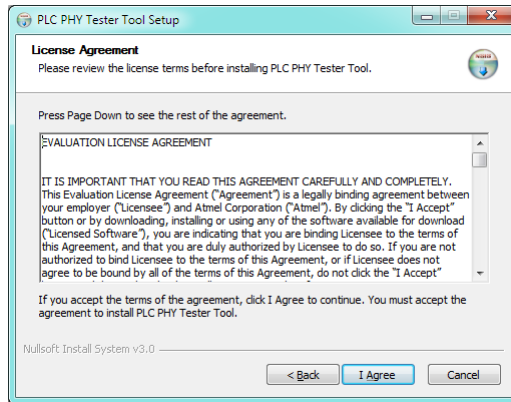 PLC PHY Tester Tool Setup
License Agreement
Please review the license terms before installing PLC PHY Tester Tool.
Press Page Down to see the rest of the agreement.
EVALUATION LICENSE AGREEMENT
IT IS IMPORTANT THAT YOU READ THIS AGREEMENT CAREFULLY AND COMPLETELY.
This Evaluation License Agreement ("Agreement") is a legally binding agreement between
your employer ("Licensee") and Atmel Corporation ("Atmel"). By clicking the "I Accept"
button or by downloading, installing or using any of the software available for download
("Licensed Software"), you are indicating that you are binding Licensee to the terms of
this Agreement, and that you are duly authorized by Licensee to do so. If you are not
authorized to bind Licensee to the terms of this Agreement, or if Licensee does not
agree to be bound by all of the terms of this Agreement, do not click the "I Accept"
If you accept the terms of the agreement, click I Agree to continue. You must accept the
agreement to install PLC PHY Tester Tool.
Nullsoft Install System v3.0
< Back
I Agree
Cancel